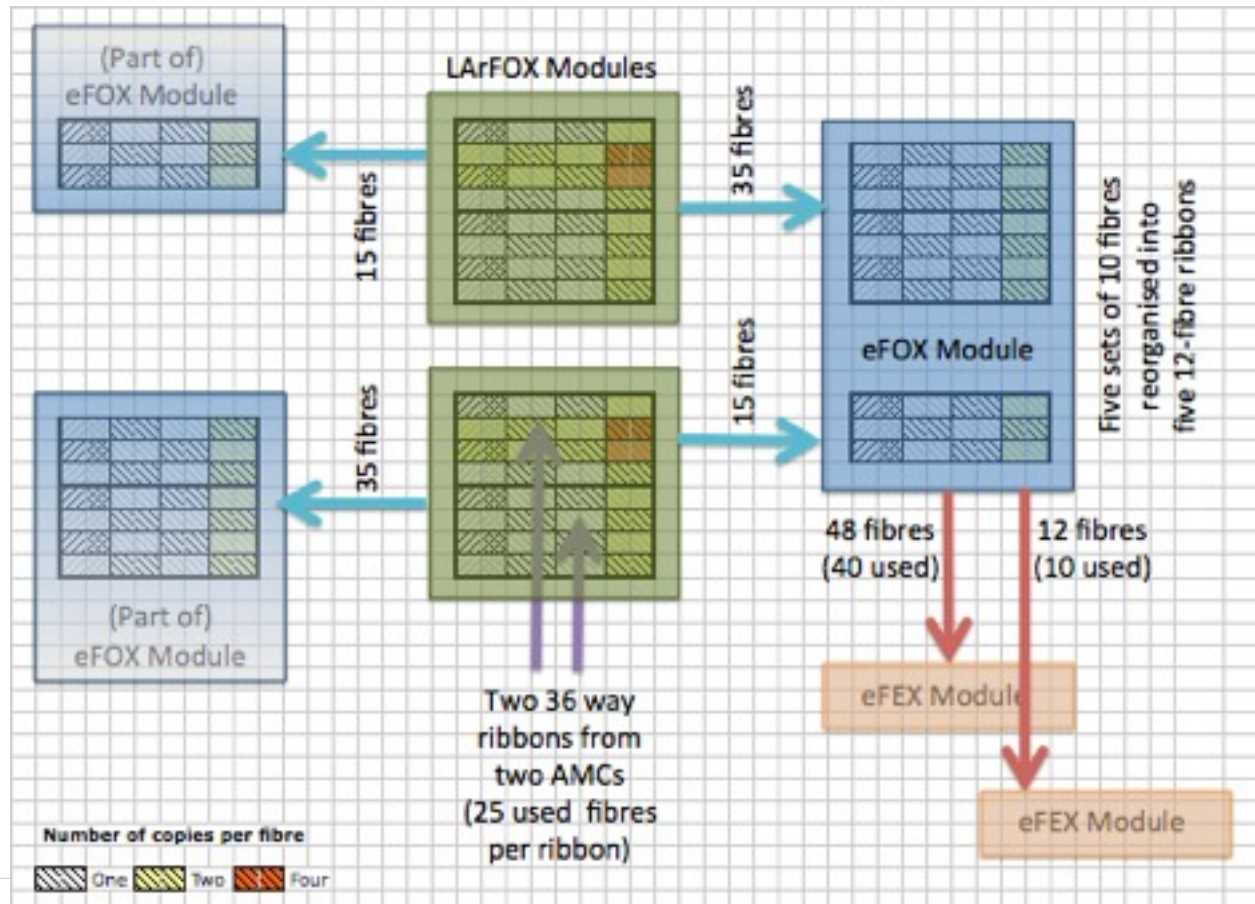 (Part of)
eFOX Module
LArFOX Modules
15 fibres
35 fibres
eFOX Module
Five sets of 10 fibres
reorganised into
five 12-fibre ribbons
35 fibres
15 fibres
(Part of)
eFOX Module
48 fibres
(40 used)
12 fibres
(10 used)
Two 36 way
ribbons from
two AMCs
(25 used fibres
per ribbon)
eFEX Module
eFEX Module
Number of copies per fibre
One Two Four